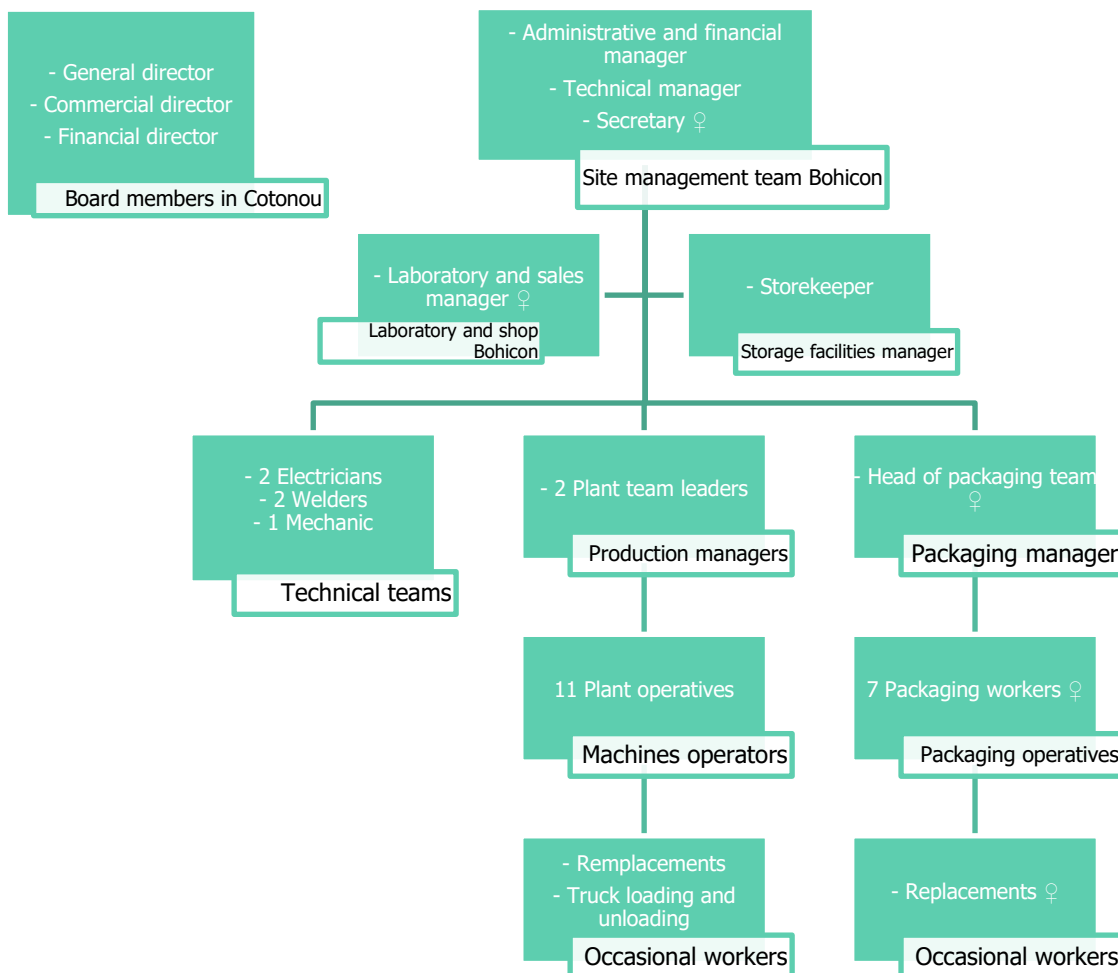 - General director
- Commercial director
- Financial director
Board members in Cotonou
- Administrative and financial
manager
- Technical manager
- Secretary ♀
Site management team Bohicon
- Laboratory and sales
manager ♀
Laboratory and shop
Bohicon
- Storekeeper
Storage facilities manager
- 2 Electricians
- 2 Welders
- 1 Mechanic
Technical teams
- 2 Plant team leaders
Production managers
- Head of packaging team
♀
Packaging manager
11 Plant operatives
Machines operators
7 Packaging workers ♀
Packaging operatives
- Remplacements
- Truck loading and
unloading
Occasional workers
- Replacements ♀
Occasional workers